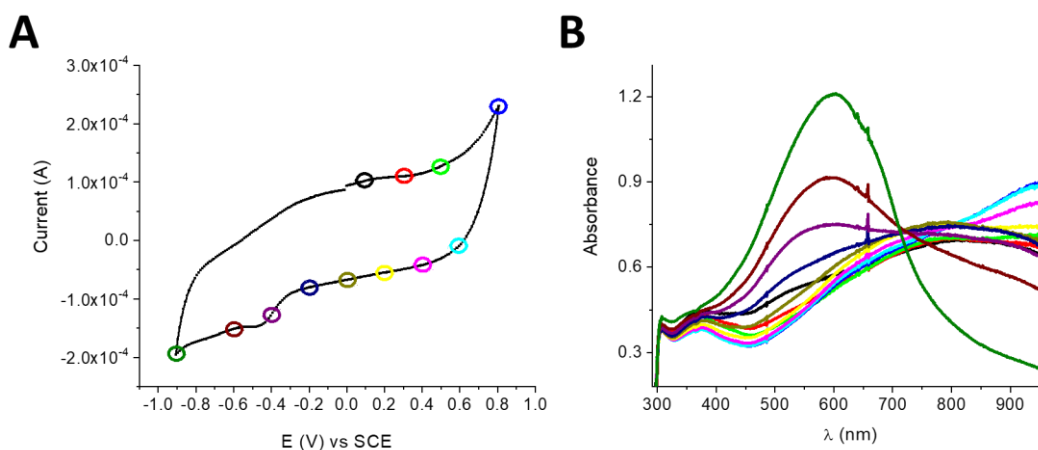 A
Current (A)
3.0x10-4
2.0x10-4
1.0x10-4
0.0
-1.0x10-4
-2.0x10-4
-1.0 -0.8 -0.6 -0.4 -0.2 0.0 0.2 0.4 0.6 0.8 1.0
E (V) vs SCE
B
Absorbance
1.2
0.9
0.6
0.3
300 400 500 600 700 800 900
λ (nm)